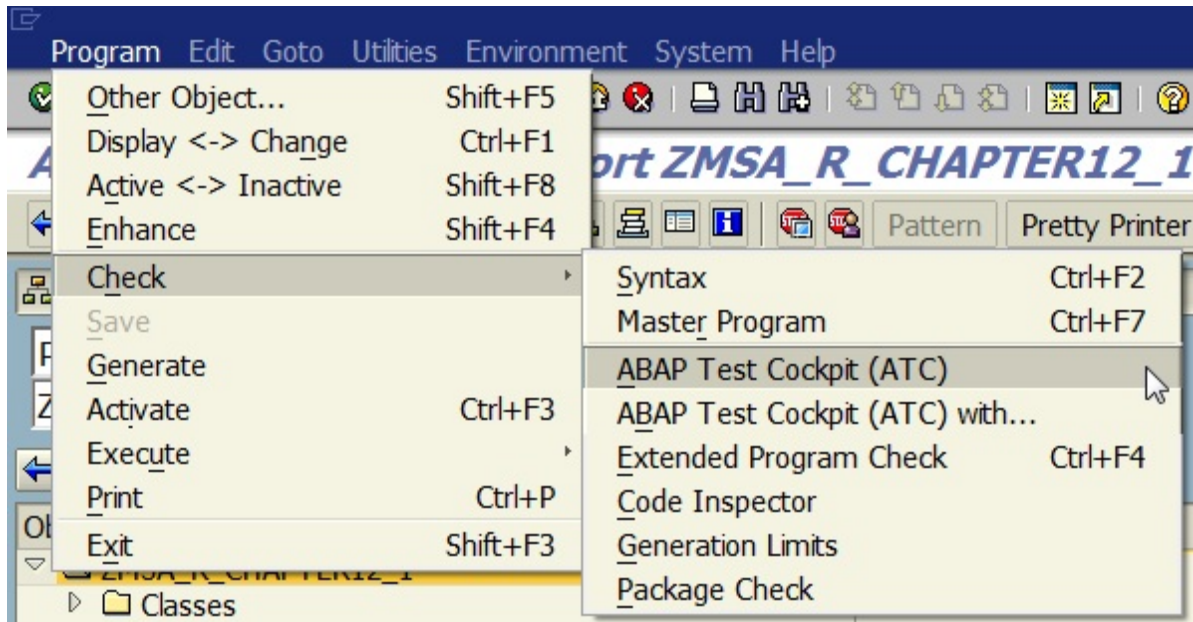 Program Edit Goto Utilities Environment System Help
Other Object... Shift+F5
Display <-> Change Ctrl+F1
Active <-> Inactive Shift+F8
Enhance Shift+F4
Check
Save
Generate
Activate Ctrl+F3
Execute
Print Ctrl+P
Exit Shift+F3
ZMSA_R_CHAPTER12_1
Pattern Pretty Printer
Syntax Ctrl+F2
Master Program Ctrl+F7
ABAP Test Cockpit (ATC)
ABAP Test Cockpit (ATC) with...
Extended Program Check Ctrl+F4
Code Inspector
Generation Limits
Package Check
ZMSA_R_CHAPTER12_1
Classes